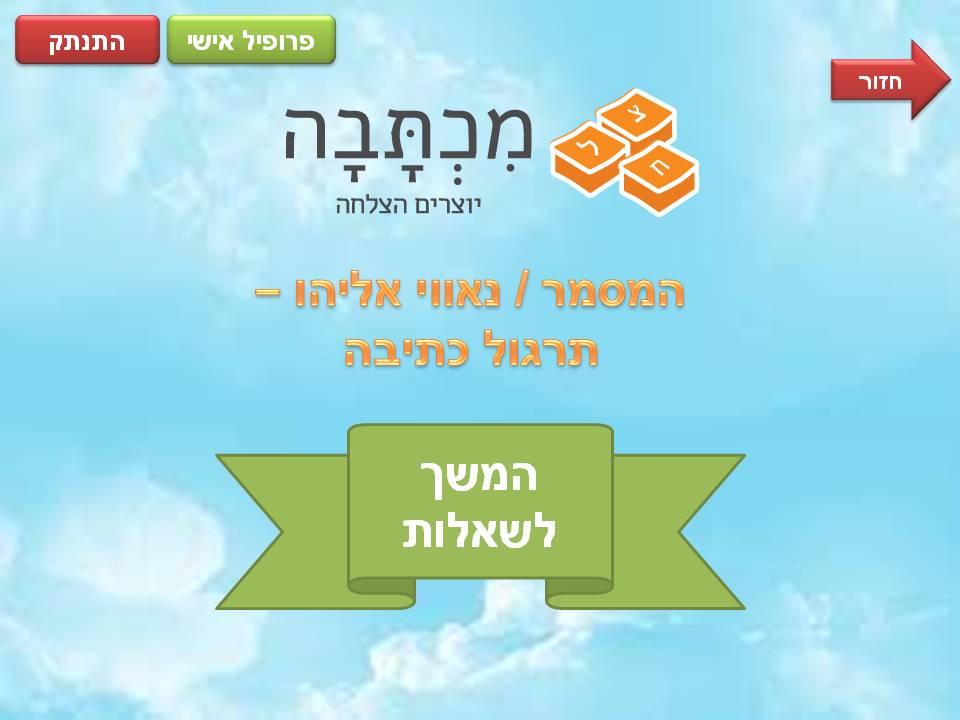 התנתק
פרופיל אישי
חזור
מִכְתָּבָה
צ
ל
ח
יוצרים הצלחה
המסמר / נאווי אליהו –
תרגול כתיבה
המשך
לשאלות